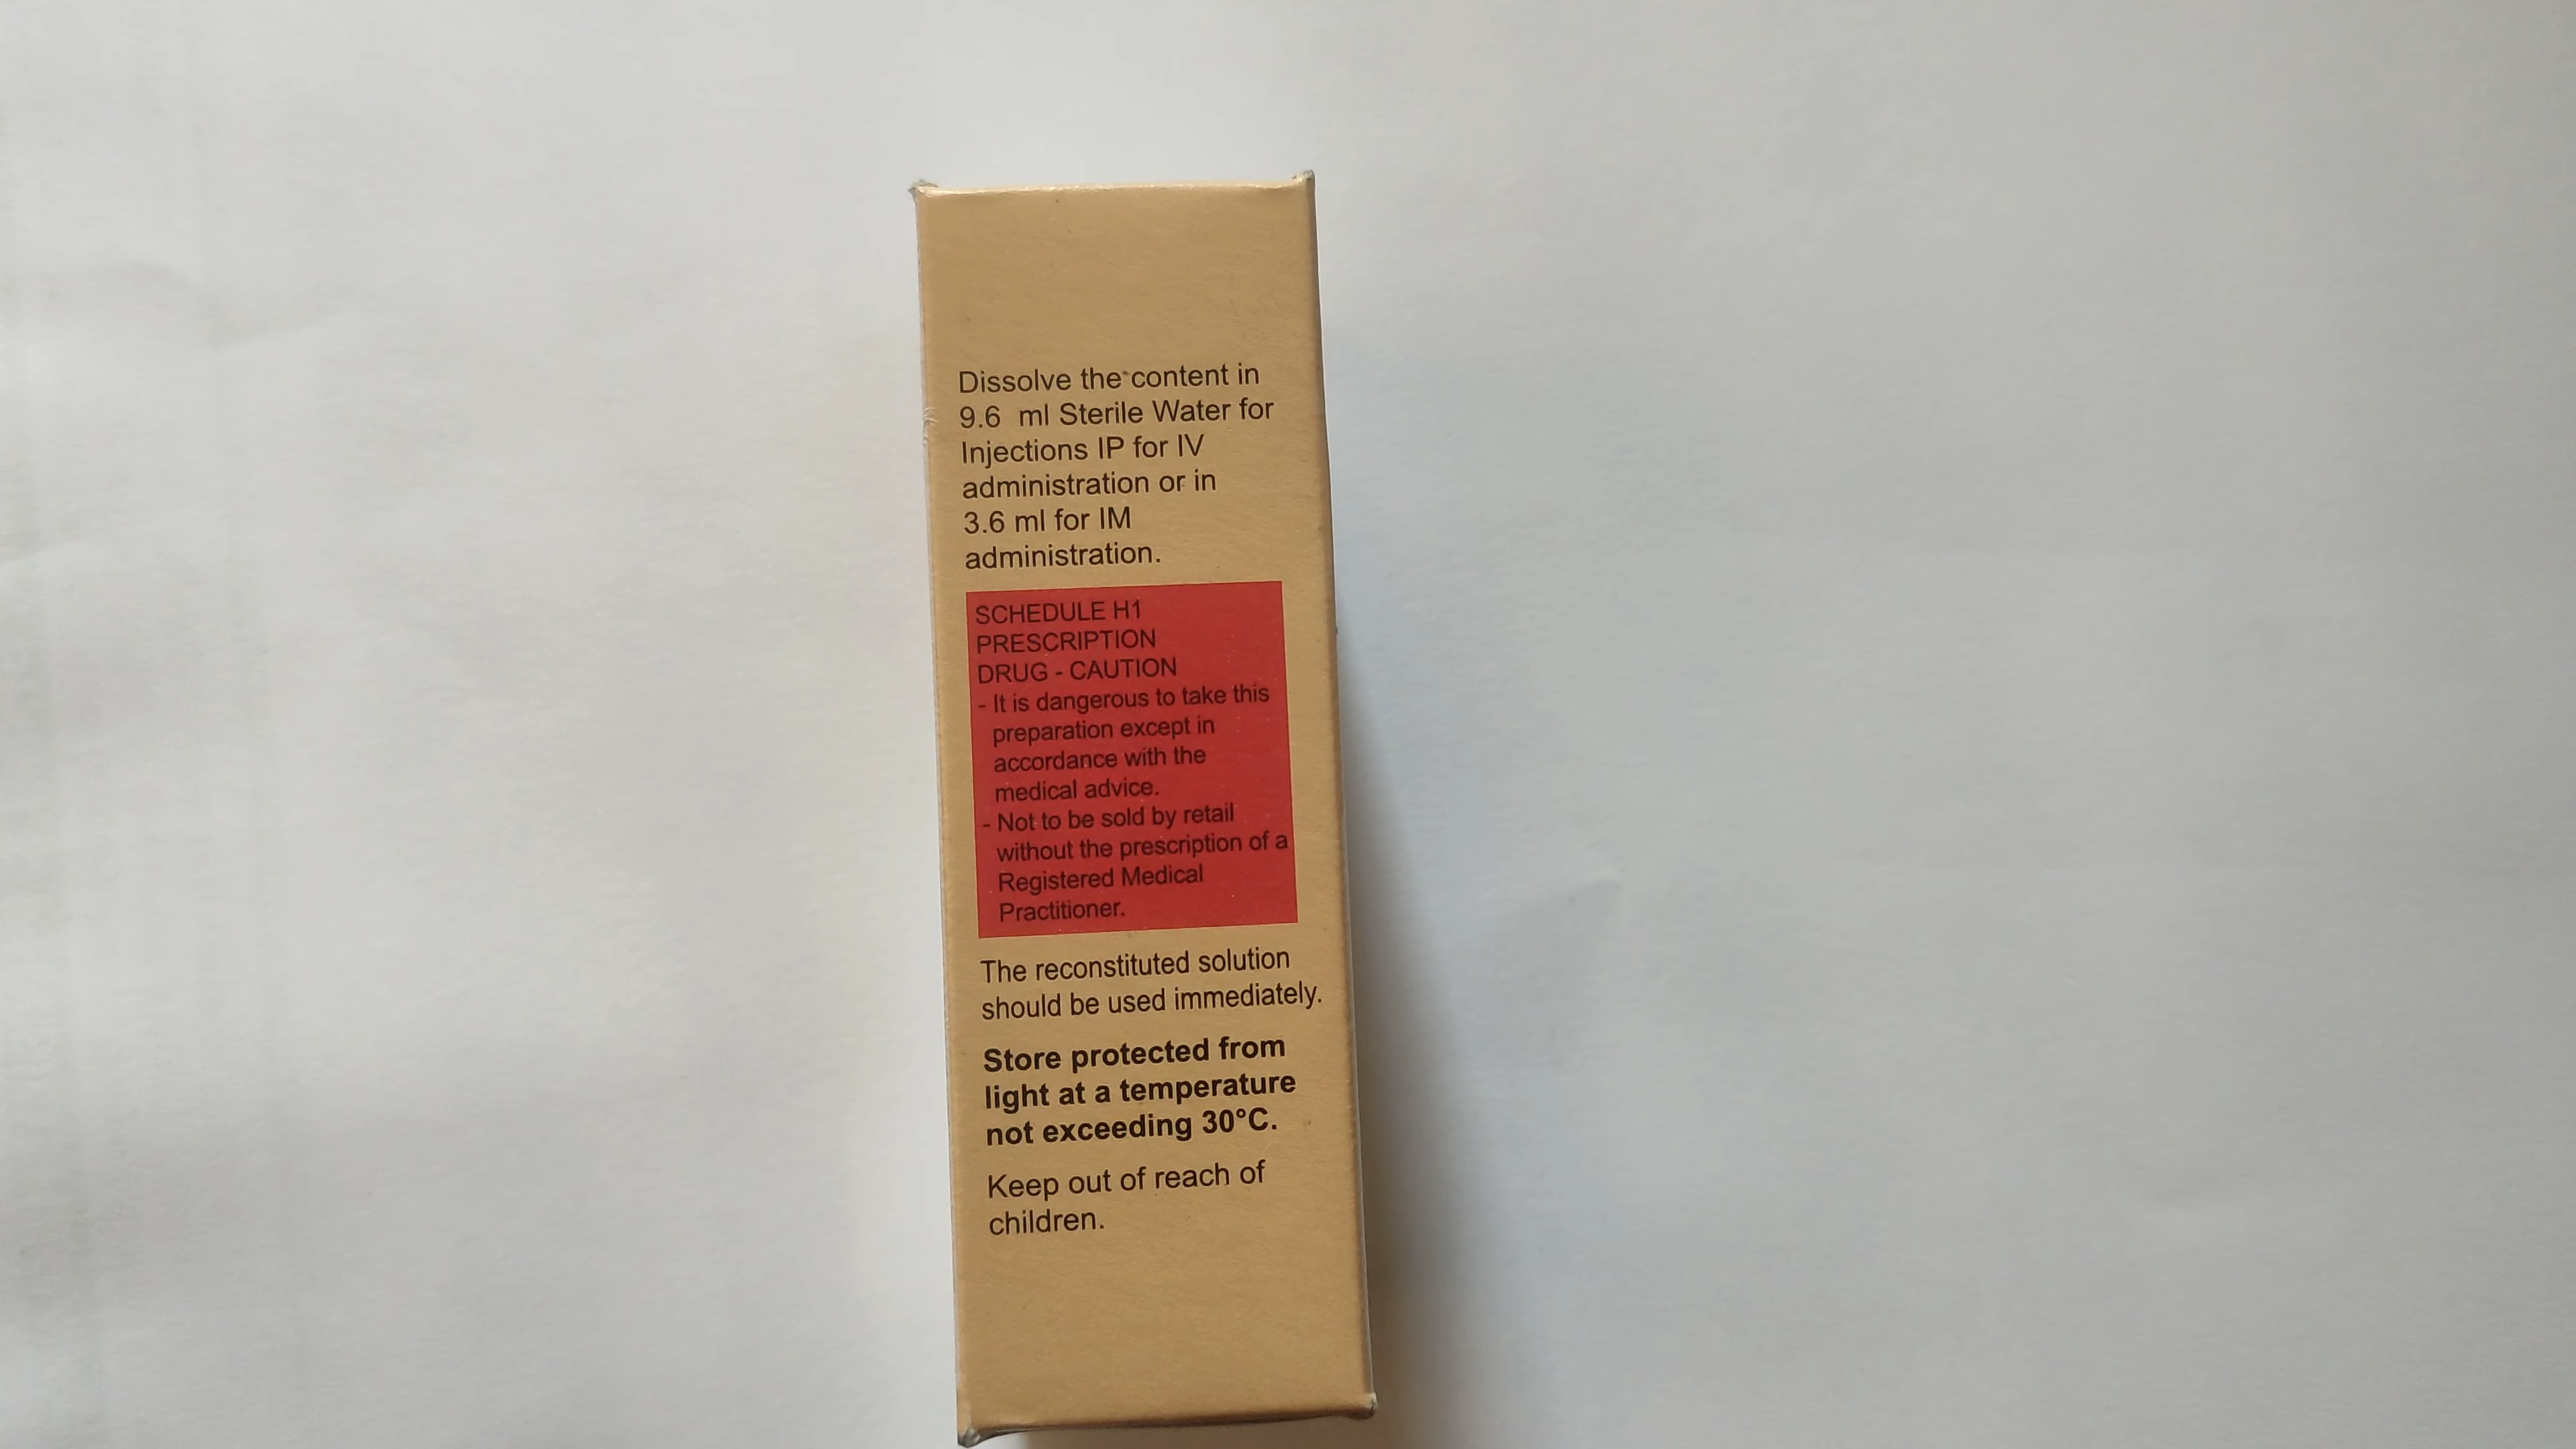 Dissolve the content in
9.6 ml Sterile Water for
Injections IP for IV
administration or in
3.6 ml for IM
administration.
SCHEDULE H1
PRESCRIPTION
DRUG - CAUTION
- It is dangerous to take this
preparation except in
accordance with the
medical advice.
- Not to be sold by retail
without the prescription of a
Registered Medical
Practitioner.
The reconstituted solution
should be used immediately.
Store protected from
light at a temperature
not exceeding 30°C.
Keep out of reach of
children.